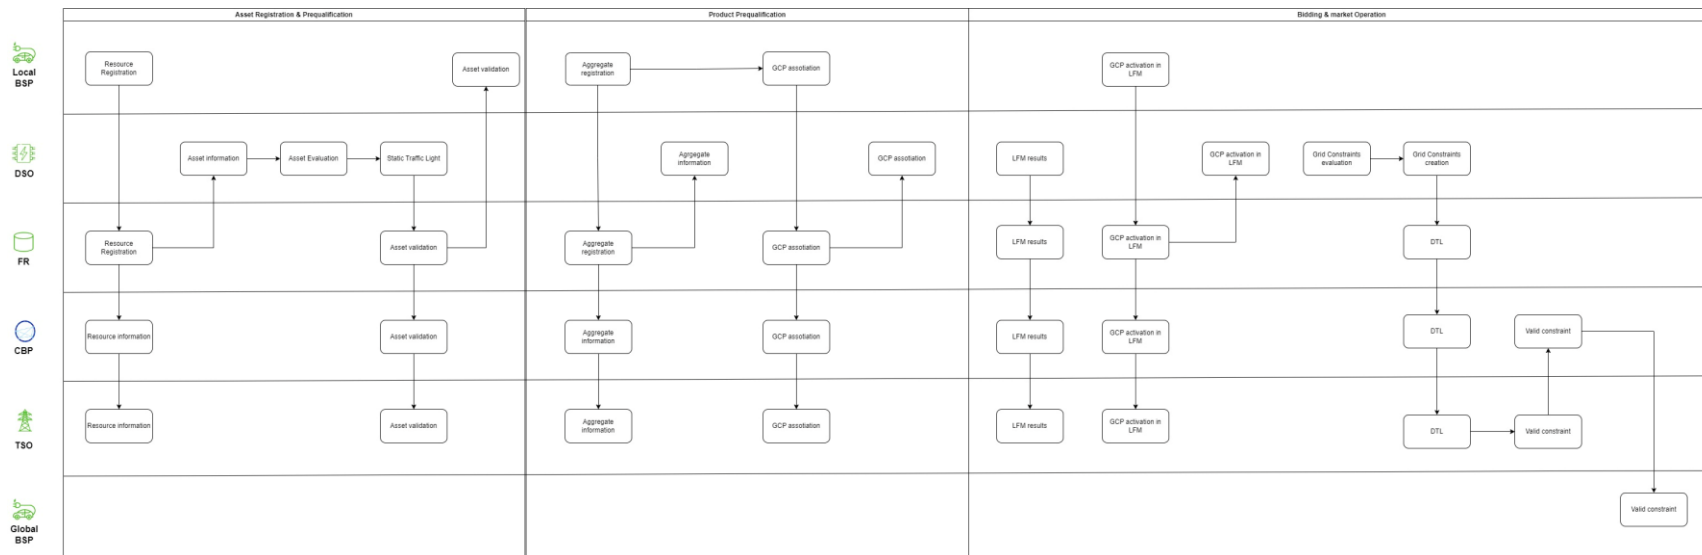 Asset Registration & Prequalification
Product Prequalification
Bidding & market Operation
Local
BSP
Resource
Registration
Asset validation
Aggregate
registration
GCP assotiation
GCP activation in
LFM
DSO
Asset information
Asset Evaluation
Static Traffic Light
Agrgegate
information
GCP assotiation
LFM results
GCP activation in
LFM
Grid Constraints
evaluation
Grid Constraints
creation
FR
Resource
Registration
Asset validation
Aggregate
registration
GCP assotiation
LFM results
GCP activation in
LFM
DTL
CBP
Resource information
Asset validation
Aggregate
information
GCP assotiation
LFM results
GCP activation in
LFM
DTL
Valid constraint
TSO
Resource information
Asset validation
Aggregate
information
GCP assotiation
LFM results
GCP activation in
LFM
DTL
Valid constraint
Global
BSP
Valid constraint